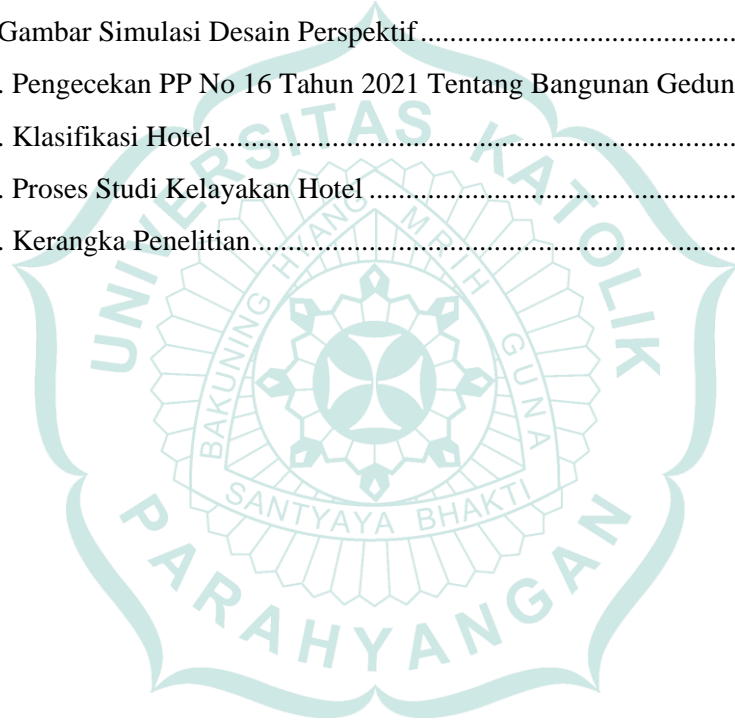 Gambar Simulasi Desain Perspektif........................................................
. Pengecekan PP No 16 Tahun 2021 Tentang Bangunan Gedun
. Klasifikasi Hotel........................................................................................
. Proses Studi Kelayakan Hotel..............................................................
. Kerangka Penelitian..................................................................................
UNIVERSITAS KATOLIK
PARAHYANGAN
BAKUNING HYANG MRIH GUNA
SANTYAYA BHAKTI